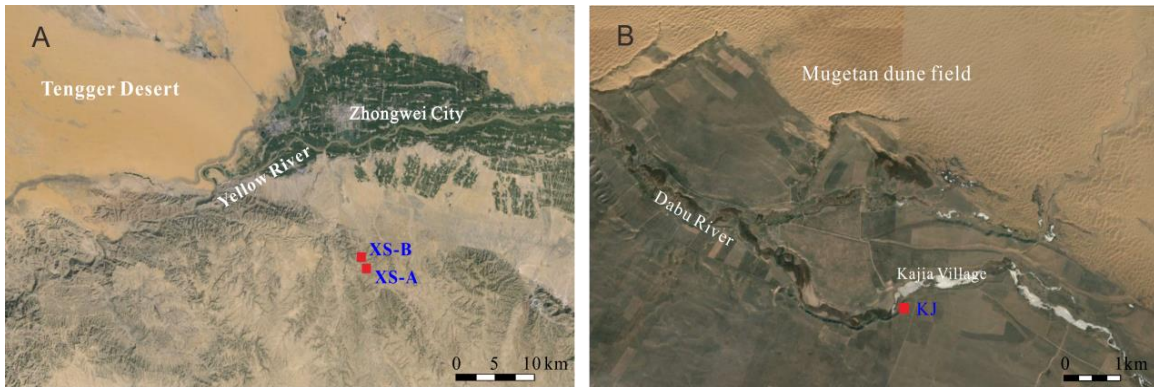 A
Tengger Desert
Zhongwei City
Yellow River
XS-B
XS-A
0 5 10 km
B
Mugetan dune field
Dabu River
Kajia Village
KJ
0 1km